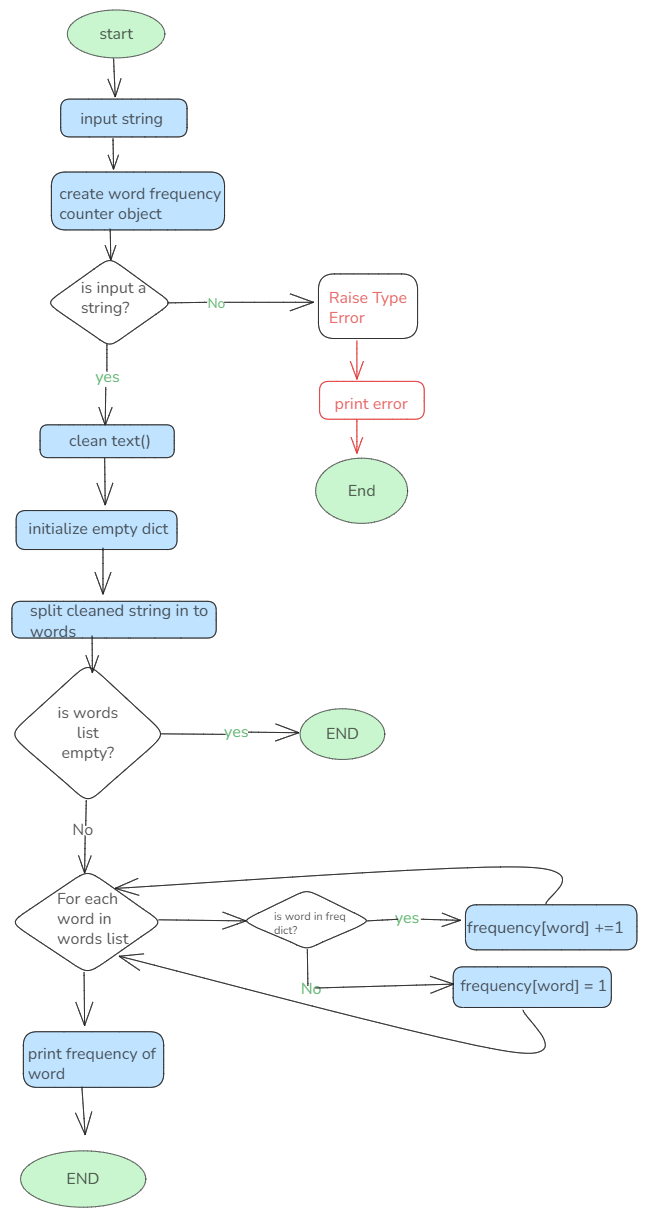 start
input string
create word frequency
counter object
is input a
string?
No
Raise Type
Error
yes
print error
clean text()
End
initialize empty dict
split cleaned string in to
words
is words
list
empty?
yes
END
No
For each
word in
words list
is word in freq
dict?
yes
frequency[word] +=1
No
frequency[word] = 1
print frequency of
word
END